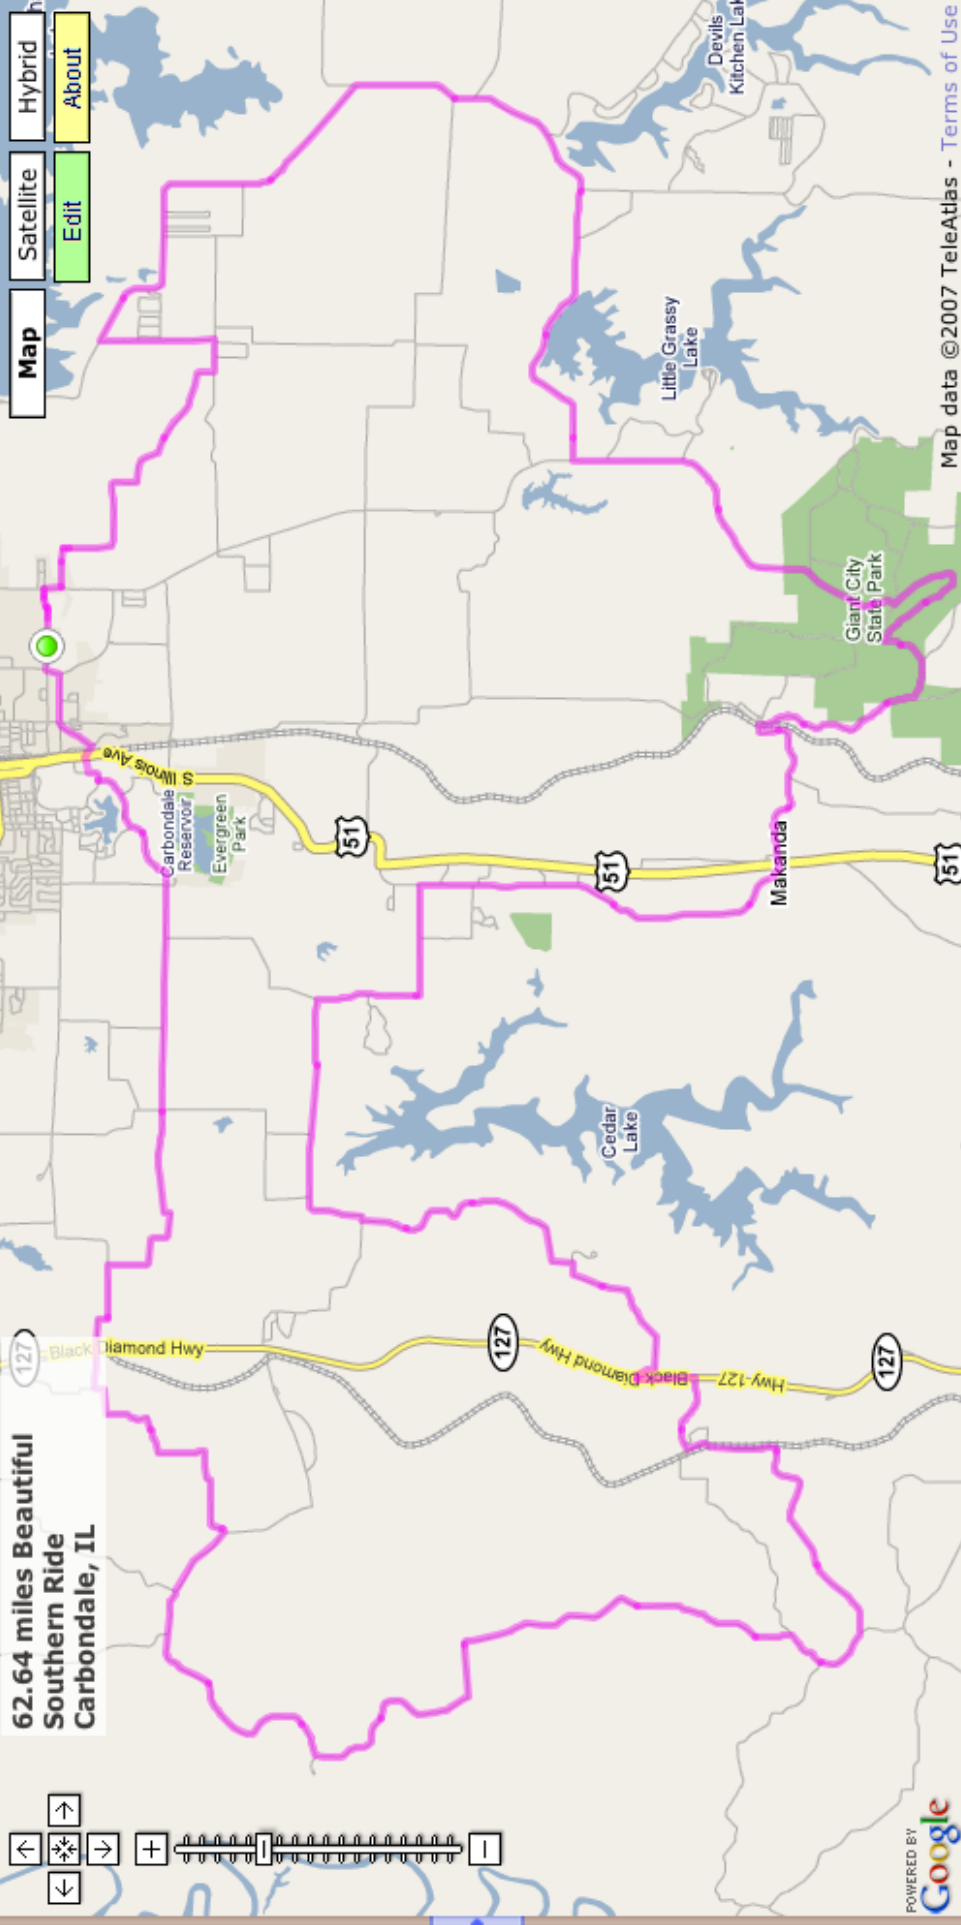 62.64 miles Beautiful
Southern Ride
Carbondale, IL
Map
Satellite
Hybrid
Edit
About
127
Black Diamond Hwy
S Illinois Ave
Carbondale
Reservoir
Evergreen
Park
51
Devils
Kitchen Lak
127
Black Diamond Hwy
Hwy-127
Cedar
Lake
51
Little Grassy
Lake
Makanda
Giant City
State Park
127
51
POWERED BY
Google
Map data ©2007 TeleAtlas - Terms of Use